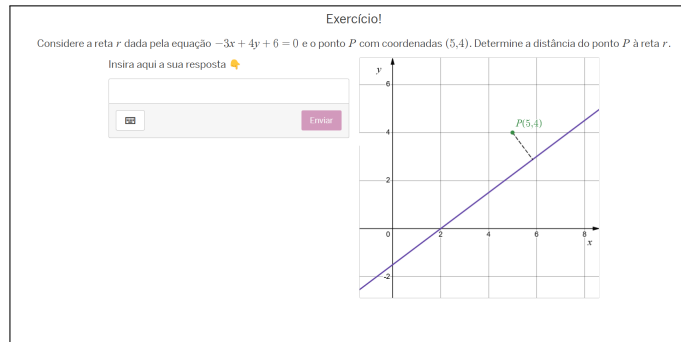 Exercício!
Considere a reta r dada pela equação −3x + 4y + 6 = 0 e o ponto P com coordenadas (5,4). Determine a distância do ponto P à reta r.
Insira aqui a sua resposta 👇
Enviar
y
6
P(5,4)
4
2
0 2 4 6 8
x
-2